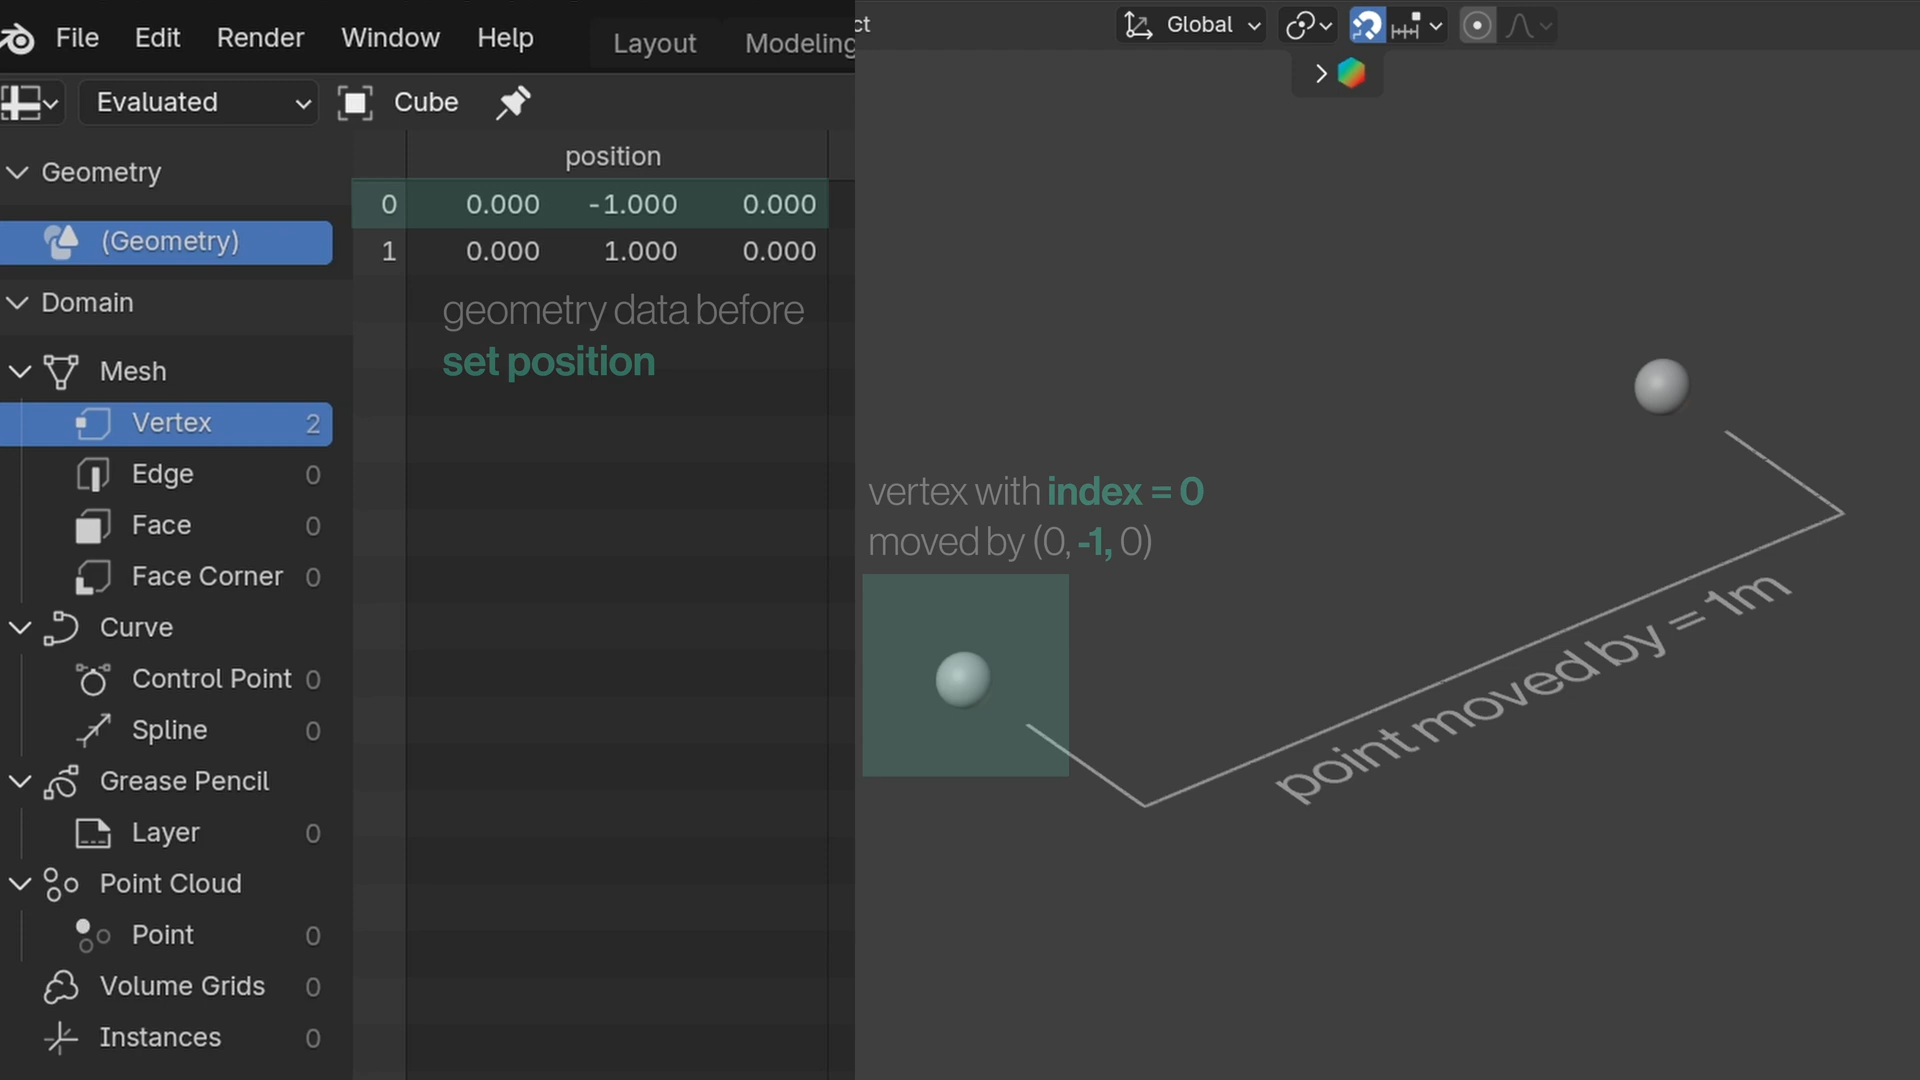 File Edit Render Window Help Layout Modeling
ct Global
Evaluated Cube
Geometry
(Geometry)
Domain
Mesh
Vertex 2
Edge 0
Face 0
Face Corner 0
Curve
Control Point 0
Spline 0
Grease Pencil
Layer 0
Point Cloud
Point 0
Volume Grids 0
Instances 0
position
0 0.000 -1.000 0.000
1 0.000 1.000 0.000
geometry data before
set position
vertex with index = 0
moved by (0, -1, 0)
point moved by = 1m